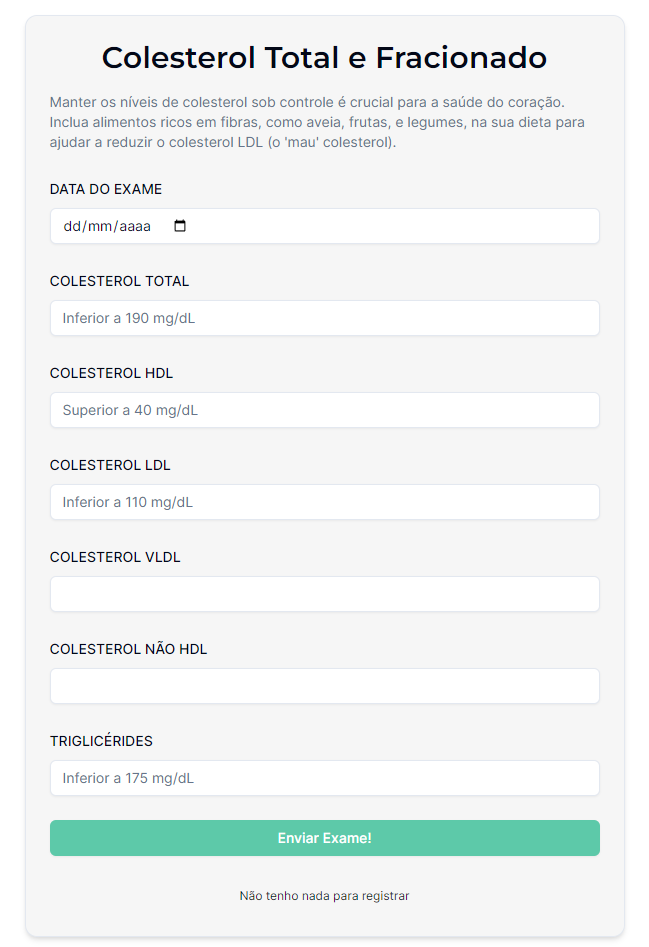 Colesterol Total e Fracionado
Manter os níveis de colesterol sob controle é crucial para a saúde do coração.
Inclua alimentos ricos em fibras, como aveia, frutas, e legumes, na sua dieta para
ajudar a reduzir o colesterol LDL (o 'mau' colesterol).
DATA DO EXAME
dd/mm/aaaa
COLESTEROL TOTAL
Inferior a 190 mg/dL
COLESTEROL HDL
Superior a 40 mg/dL
COLESTEROL LDL
Inferior a 110 mg/dL
COLESTEROL VLDL
COLESTEROL NÃO HDL
TRIGLICÉRIDES
Inferior a 175 mg/dL
Enviar Exame!
Não tenho nada para registrar